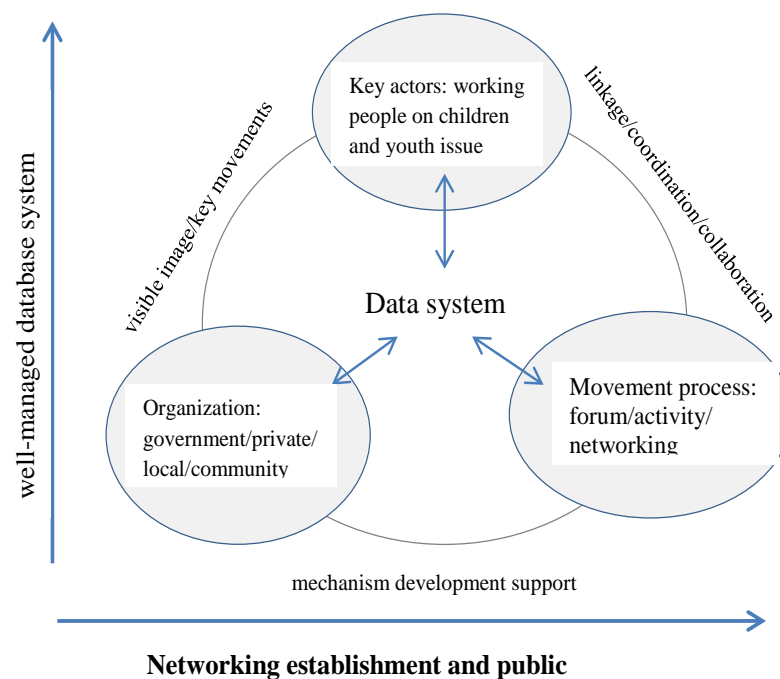 Key actors: working
people on children
and youth issue
linkage/coordination/collaboration
visible image/key movements
well-managed database system
Data system
Organization:
government/private/
local/community
Movement process:
forum/activity/
networking
mechanism development support
Networking establishment and public